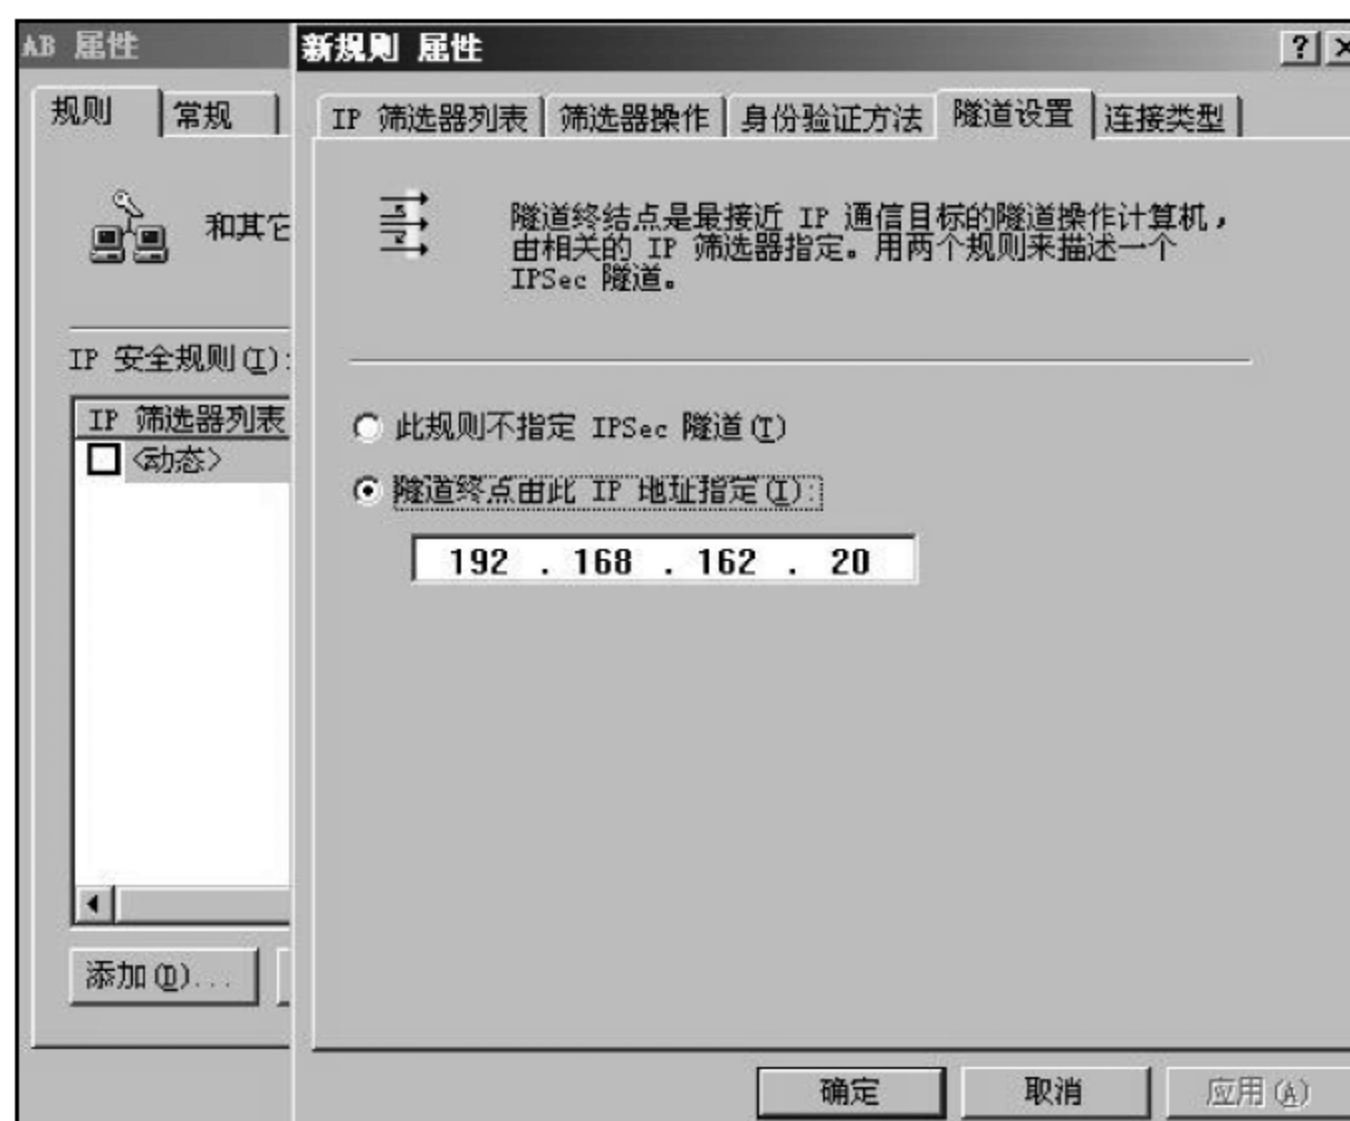 AB 属性
新规则 属性
规则
常规
IP 筛选器列表
筛选器操作
身份验证方法
隧道设置
连接类型
和其它
隧道终结点是最接近 IP 通信目标的隧道操作计算机，
由相关的 IP 筛选器指定。用两个规则来描述一个
IPSec 隧道。
IP 安全规则(I):
IP 筛选器列表
<动态>
此规则不指定 IPSec 隧道(T)
隧道终点由此 IP 地址指定(I):
192 . 168 . 162 . 20
添加(D)...
确定
取消
应用(A)